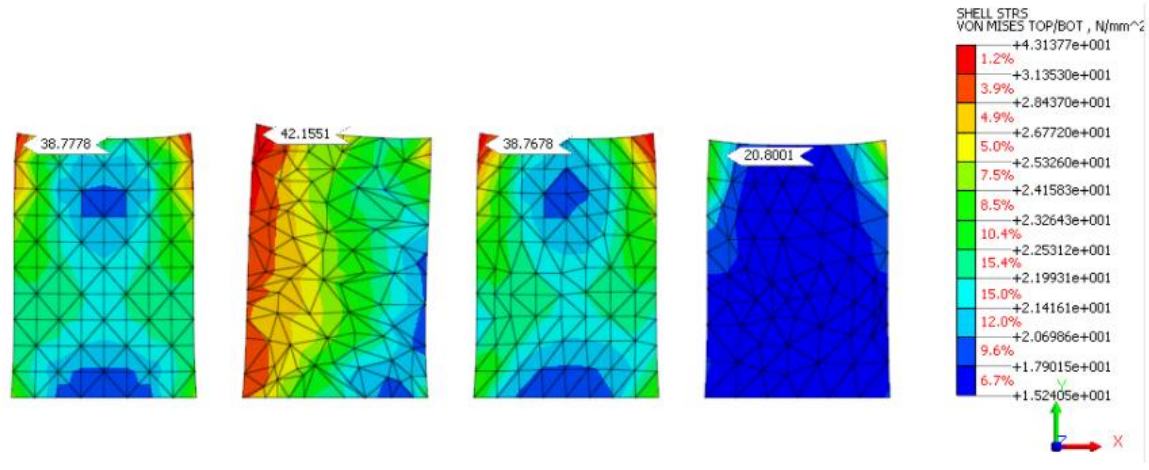 SHELL STRS
VON MISES TOP/BOT , N/mm^2
+4.31377e+001
1.2%
+3.13530e+001
3.9%
+2.84370e+001
4.9%
+2.67720e+001
5.0%
+2.53260e+001
7.5%
+2.41583e+001
8.5%
+2.32643e+001
10.4%
+2.25312e+001
15.4%
+2.19931e+001
15.0%
+2.14161e+001
12.0%
+2.06986e+001
9.6%
+1.79015e+001
6.7%
+1.52405e+001
38.7778
42.1551
38.7678
20.8001
Y
Z
X